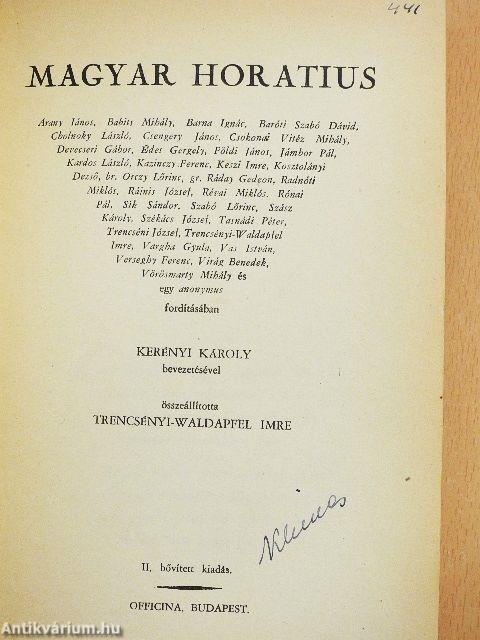 441
MAGYAR HORATIUS
Arany János, Babits Mihály, Barna Ignác, Baróti Szabó Dávid,
Cholnoky László, Csengery János, Csokonai Vitéz Mihály,
Devecseri Gábor, Édes Gergely, Földi János, Jámbor Pál,
Kardos László, Kazinczy Ferenc, Keszi Imre, Kosztolányi
Dezső, br. Orczy Lőrinc, gr. Ráday Gedeon, Radnóti
Miklós, Rájnis József, Révai Miklós, Rónai
Pál, Sík Sándor, Szabó Lőrinc, Szász
Károly, Székács József, Tasnádi Péter,
Trencséni József, Trencsényi-Waldapfel
Imre, Vargha Gyula, Vas István,
Verseghy Ferenc, Virág Benedek,
Vörösmarty Mihály és
egy anonymus
fordításában
KERÉNYI KÁROLY
bevezetésével
összeállította
TRENCSÉNYI-WALDAPFEL IMRE
II. bővített kiadás.
OFFICINA, BUDAPEST.
Antikvárium.hu